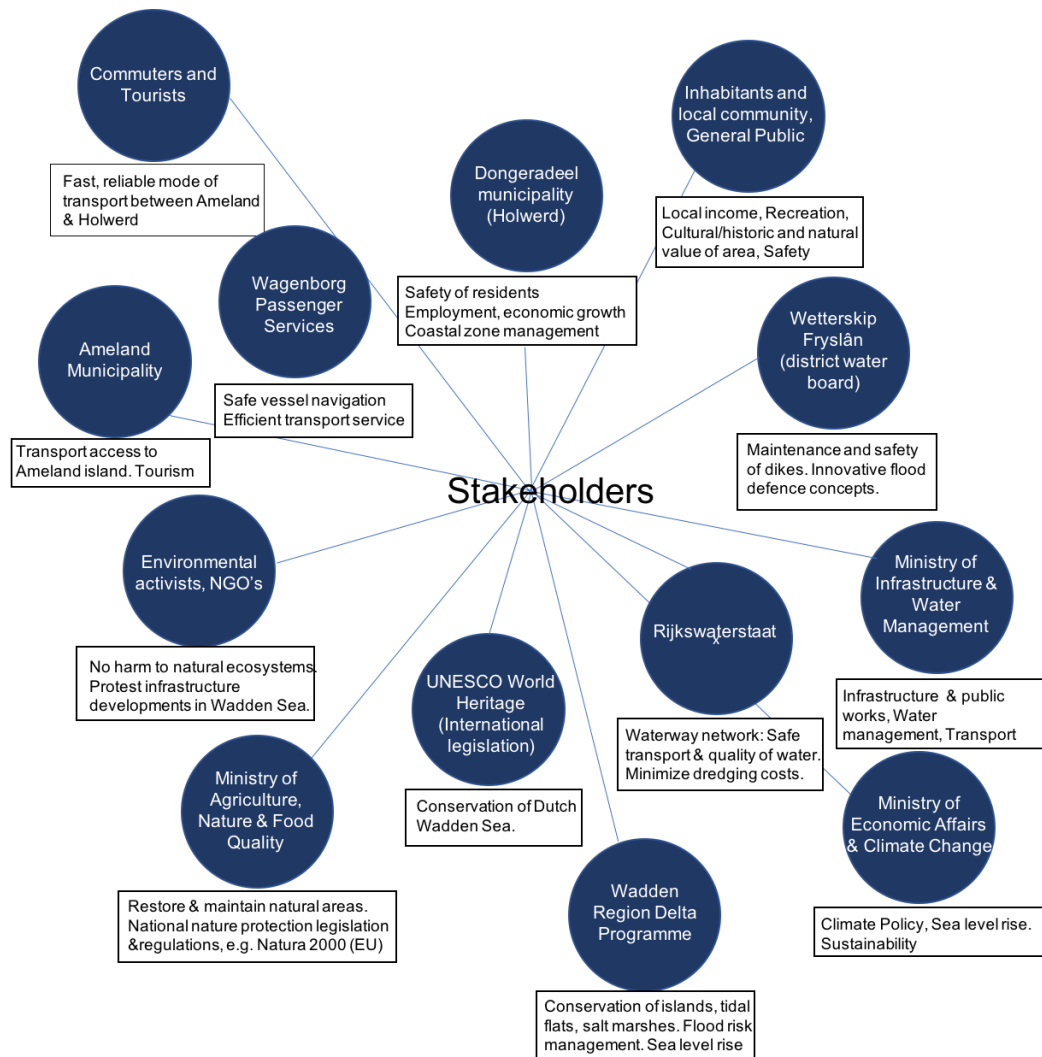 Commuters and
Tourists
Fast, reliable mode of
transport between Ameland
& Holwerd
Inhabitants and
local community,
General Public
Local income, Recreation,
Cultural/historic and natural
value of area, Safety
Dongeradeel
municipality
(Holwerd)
Safety of residents
Employment, economic growth
Coastal zone management
Wagenborg
Passenger
Services
Safe vessel navigation
Efficient transport service
Ameland
Municipality
Transport access to
Ameland island. Tourism
Wetterskip
Fryslân
(district water
board)
Maintenance and safety
of dikes. Innovative flood
defence concepts.
Stakeholders
Environmental
activists, NGO's
No harm to natural ecosystems.
Protest infrastructure
developments in Wadden Sea.
Ministry of
Infrastructure &
Water
Management
Infrastructure & public
works, Water
management, Transport
Rijkswaterstaat
x
Waterway network: Safe
transport & quality of water.
Minimize dredging costs.
UNESCO World
Heritage
(International
legislation)
Conservation of Dutch
Wadden Sea.
Ministry of
Agriculture,
Nature & Food
Quality
Restore & maintain natural areas.
National nature protection legislation
&regulations, e.g. Natura 2000 (EU)
Ministry of
Economic Affairs
& Climate Change
Climate Policy, Sea level rise.
Sustainability
Wadden
Region Delta
Programme
Conservation of islands, tidal
flats, salt marshes. Flood risk
management. Sea level rise